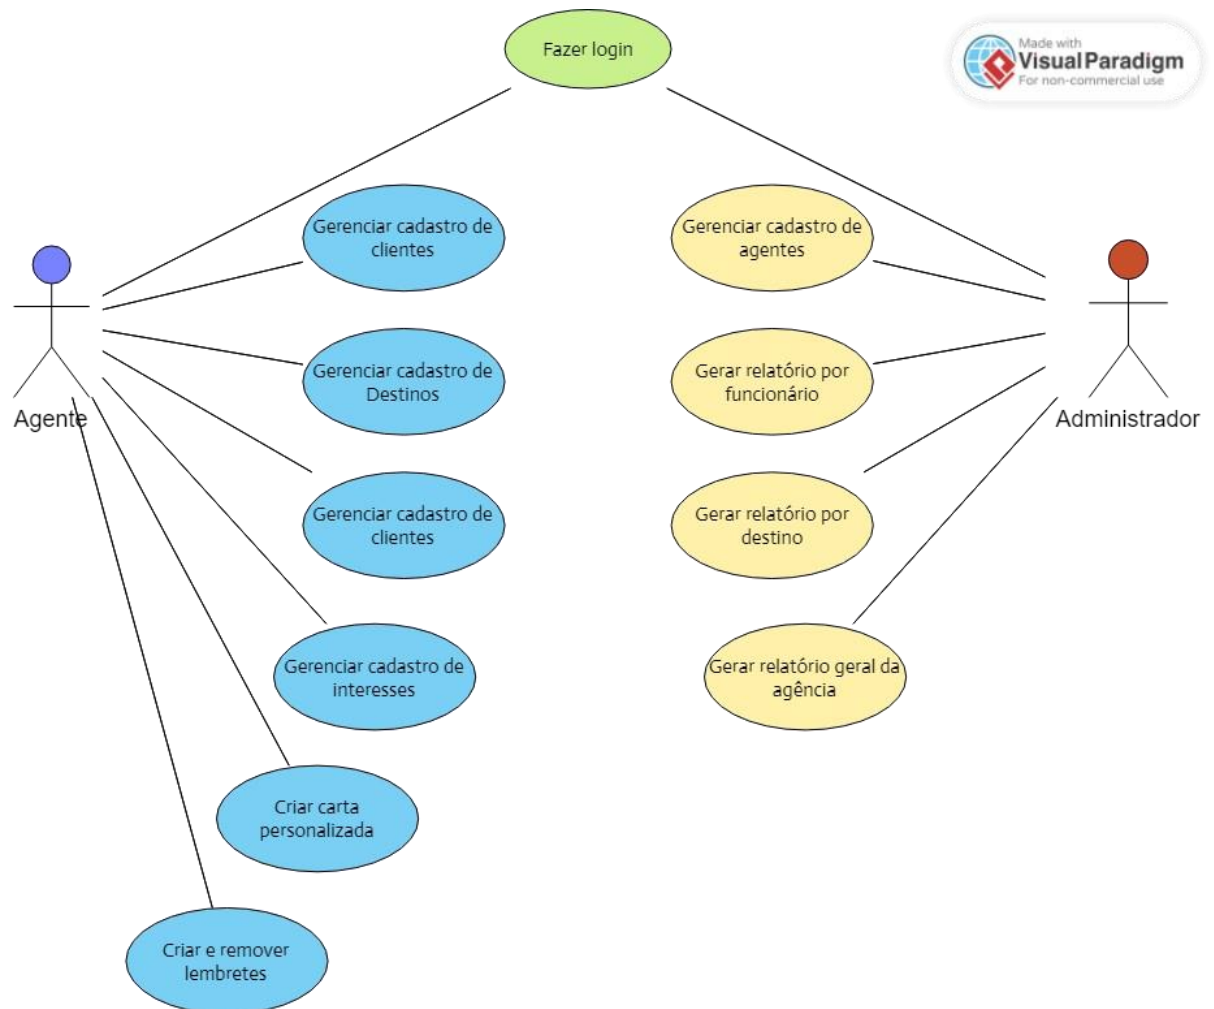 Fazer login
Made with
Visual Paradigm
For non-commercial use
Gerenciar cadastro de
clientes
Gerenciar cadastro de
agentes
Gerenciar cadastro de
Destinos
Gerar relatório por
funcionário
Agente
Administrador
Gerenciar cadastro de
clientes
Gerar relatório por
destino
Gerenciar cadastro de
interesses
Gerar relatório geral da
agência
Criar carta
personalizada
Criar e remover
lembretes